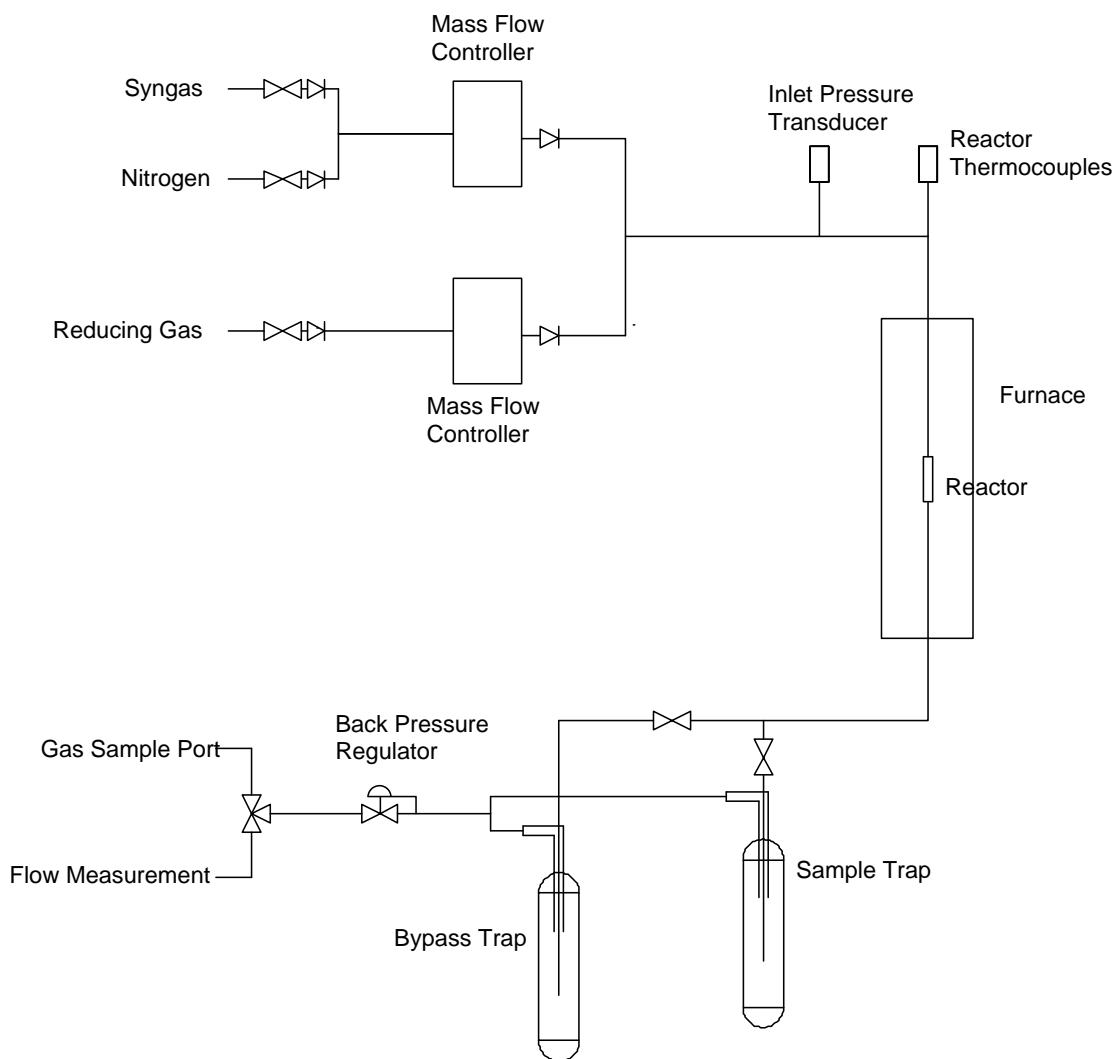 Mass Flow
Controller
Syngas
Nitrogen
Inlet Pressure
Transducer
Reactor
Thermocouples
Reducing Gas
Mass Flow
Controller
Furnace
Reactor
Back Pressure
Regulator
Gas Sample Port
Flow Measurement
Sample Trap
Bypass Trap